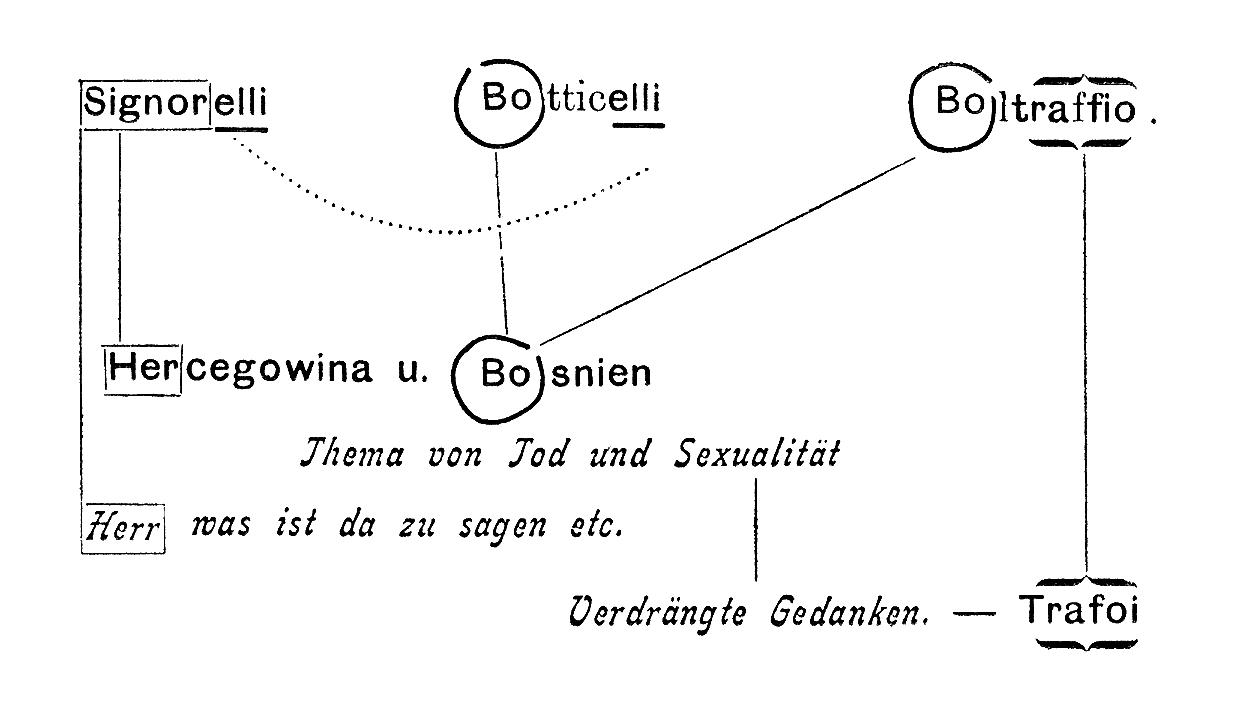 Signorelli Botticelli Boltraffio.
Hercegowina u. Bosnien
Thema von Tod und Sexualität
Herr was ist da zu sagen etc.
Verdrängte Gedanken. — Trafoi